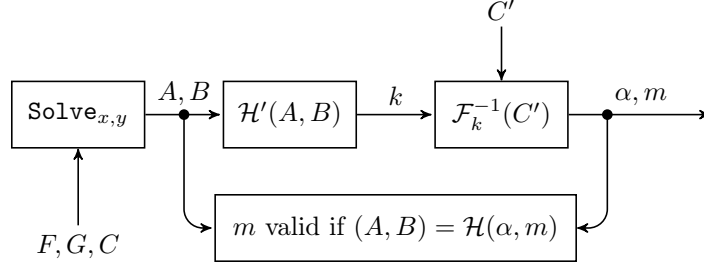 C′
Solve_{x,y}
A, B
ℋ′(A, B)
k
ℱ_k^{-1}(C′)
α, m
F, G, C
m valid if (A, B) = ℋ(α, m)